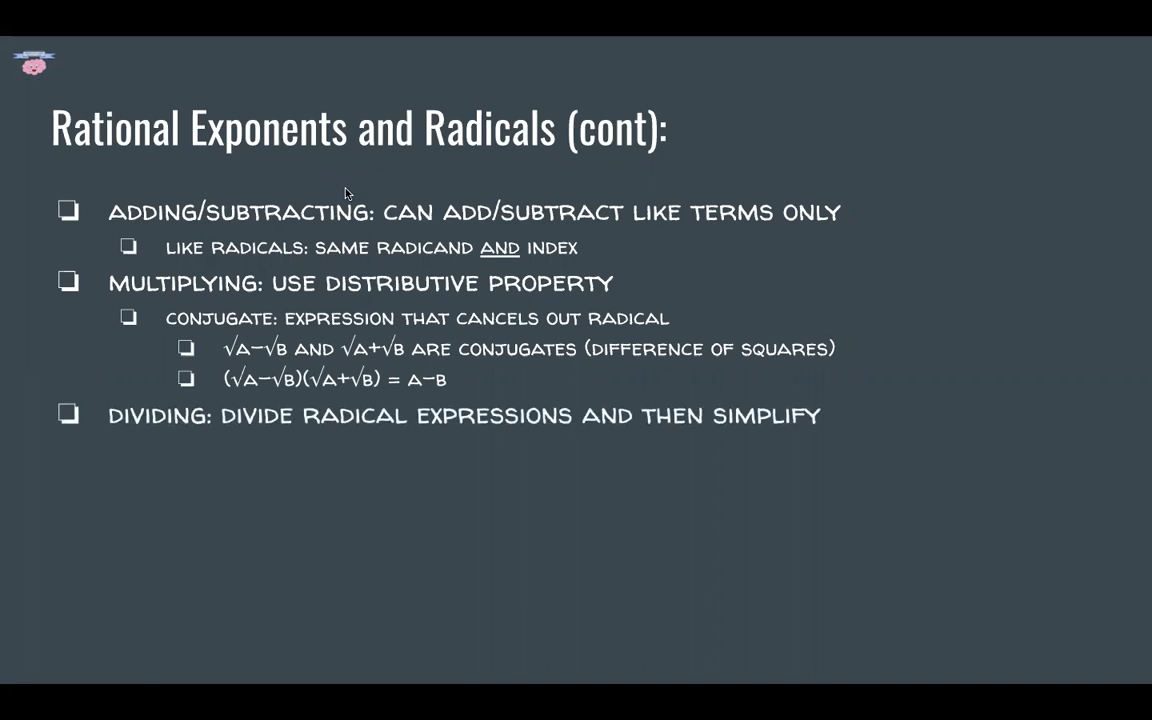 Rational Exponents and Radicals (cont):
ADDING/SUBTRACTING: CAN ADD/SUBTRACT LIKE TERMS ONLY
LIKE RADICALS: SAME RADICAND AND INDEX
MULTIPLYING: USE DISTRIBUTIVE PROPERTY
CONJUGATE: EXPRESSION THAT CANCELS OUT RADICAL
√A−√B AND √A+√B ARE CONJUGATES (DIFFERENCE OF SQUARES)
(√A−√B)(√A+√B) = A−B
DIVIDING: DIVIDE RADICAL EXPRESSIONS AND THEN SIMPLIFY